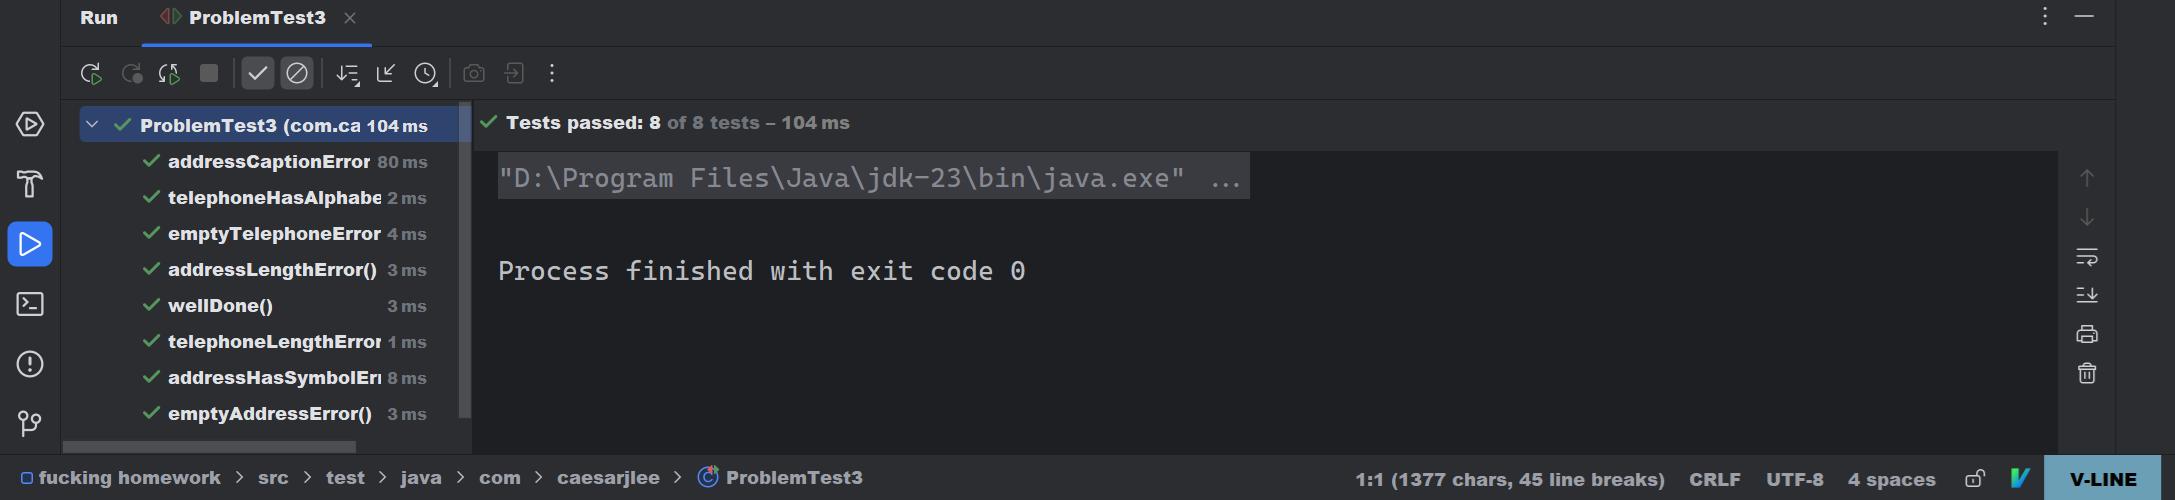 Run ProblemTest3
ProblemTest3 (com.ca 104 ms
addressCaptionError 80 ms
telephoneHasAlphabe 2 ms
emptyTelephoneError 4 ms
addressLengthError() 3 ms
wellDone() 3 ms
telephoneLengthError 1 ms
addressHasSymbolErr 8 ms
emptyAddressError() 3 ms
Tests passed: 8 of 8 tests – 104 ms
"D:\Program Files\Java\jdk-23\bin\java.exe" ...
Process finished with exit code 0
fucking homework > src > test > java > com > caesarjlee > ProblemTest3
1:1 (1377 chars, 45 line breaks) CRLF UTF-8 4 spaces V-LINE